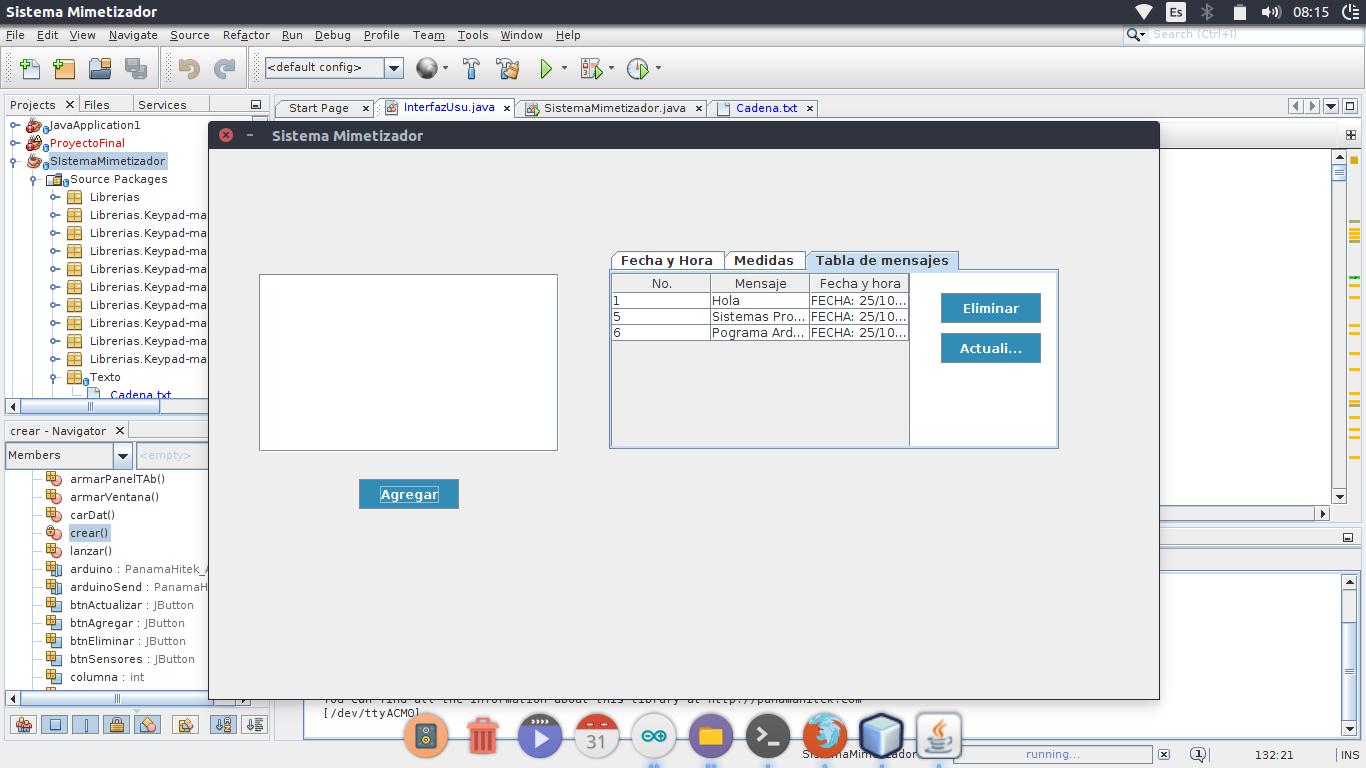 Sistema Mimetizador
Es
08:15
File Edit View Navigate Source Refactor Run Debug Profile Team Tools Window Help
Search (Ctrl+I)
<default config>
Projects Files Services
Start Page InterfazUsu.java SistemaMimetizador.java Cadena.txt
JavaApplication1
ProyectoFinal
SIstemaMimetizador
Source Packages
Librerias
Librerias.Keypad-ma
Librerias.Keypad-ma
Librerias.Keypad-ma
Librerias.Keypad-ma
Librerias.Keypad-ma
Librerias.Keypad-ma
Librerias.Keypad-ma
Librerias.Keypad-ma
Librerias.Keypad-ma
Texto
Cadena.txt
crear - Navigator
Members
<empty>
armarPanelTAb()
armarVentana()
carDat()
crear()
lanzar()
arduino : PanamaHitek_A
arduinoSend : PanamaH
btnActualizar : JButton
btnAgregar : JButton
btnEliminar : JButton
btnSensores : JButton
columna : int
Sistema Mimetizador
Fecha y Hora Medidas Tabla de mensajes
No. Mensaje Fecha y hora
1 Hola FECHA: 25/10...
5 Sistemas Pro... FECHA: 25/10...
6 Pograma Ard... FECHA: 25/10...
Eliminar
Actuali...
Agregar
You can find all the information about this library at http://panamahitek.com
[/dev/ttyACM0]
31
SistemaMimetizador
running...
1
132:21
INS